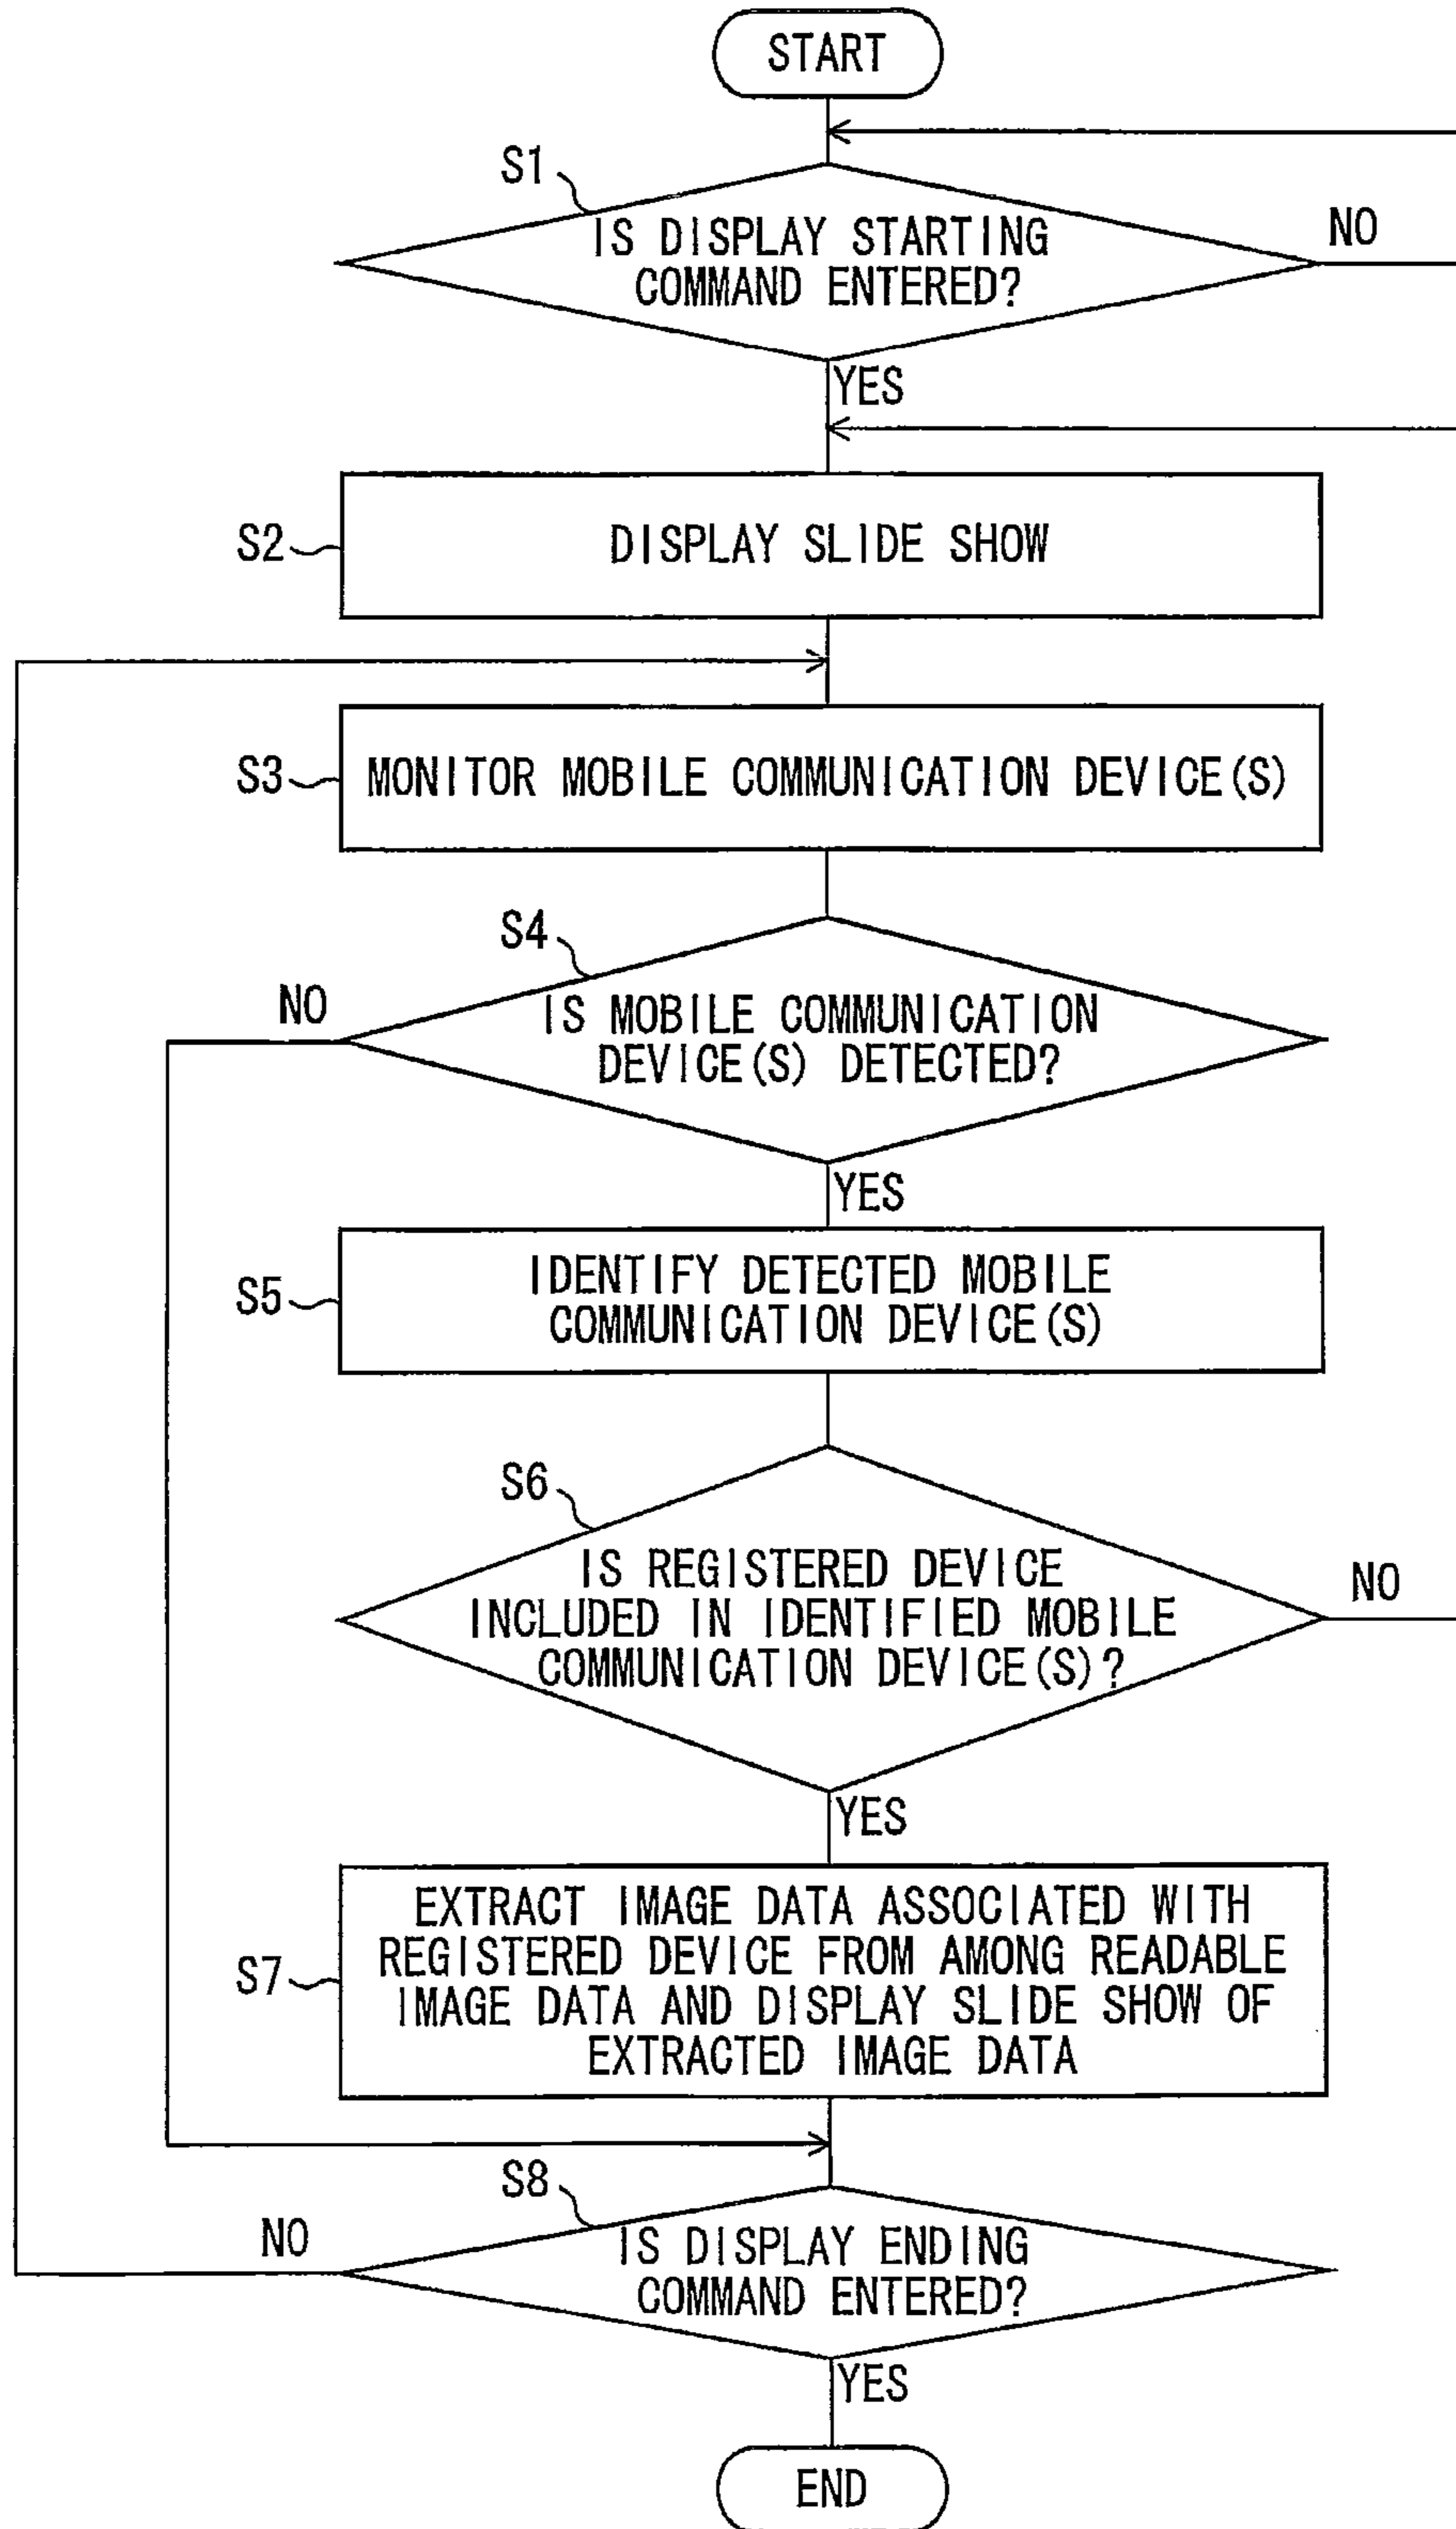 START
S1
IS DISPLAY STARTING
COMMAND ENTERED?
NO
YES
S2
DISPLAY SLIDE SHOW
S3
MONITOR MOBILE COMMUNICATION DEVICE(S)
S4
NO
IS MOBILE COMMUNICATION
DEVICE(S) DETECTED?
YES
S5
IDENTIFY DETECTED MOBILE
COMMUNICATION DEVICE(S)
S6
IS REGISTERED DEVICE
INCLUDED IN IDENTIFIED MOBILE
COMMUNICATION DEVICE(S)?
NO
YES
S7
EXTRACT IMAGE DATA ASSOCIATED WITH
REGISTERED DEVICE FROM AMONG READABLE
IMAGE DATA AND DISPLAY SLIDE SHOW OF
EXTRACTED IMAGE DATA
S8
NO
IS DISPLAY ENDING
COMMAND ENTERED?
YES
END